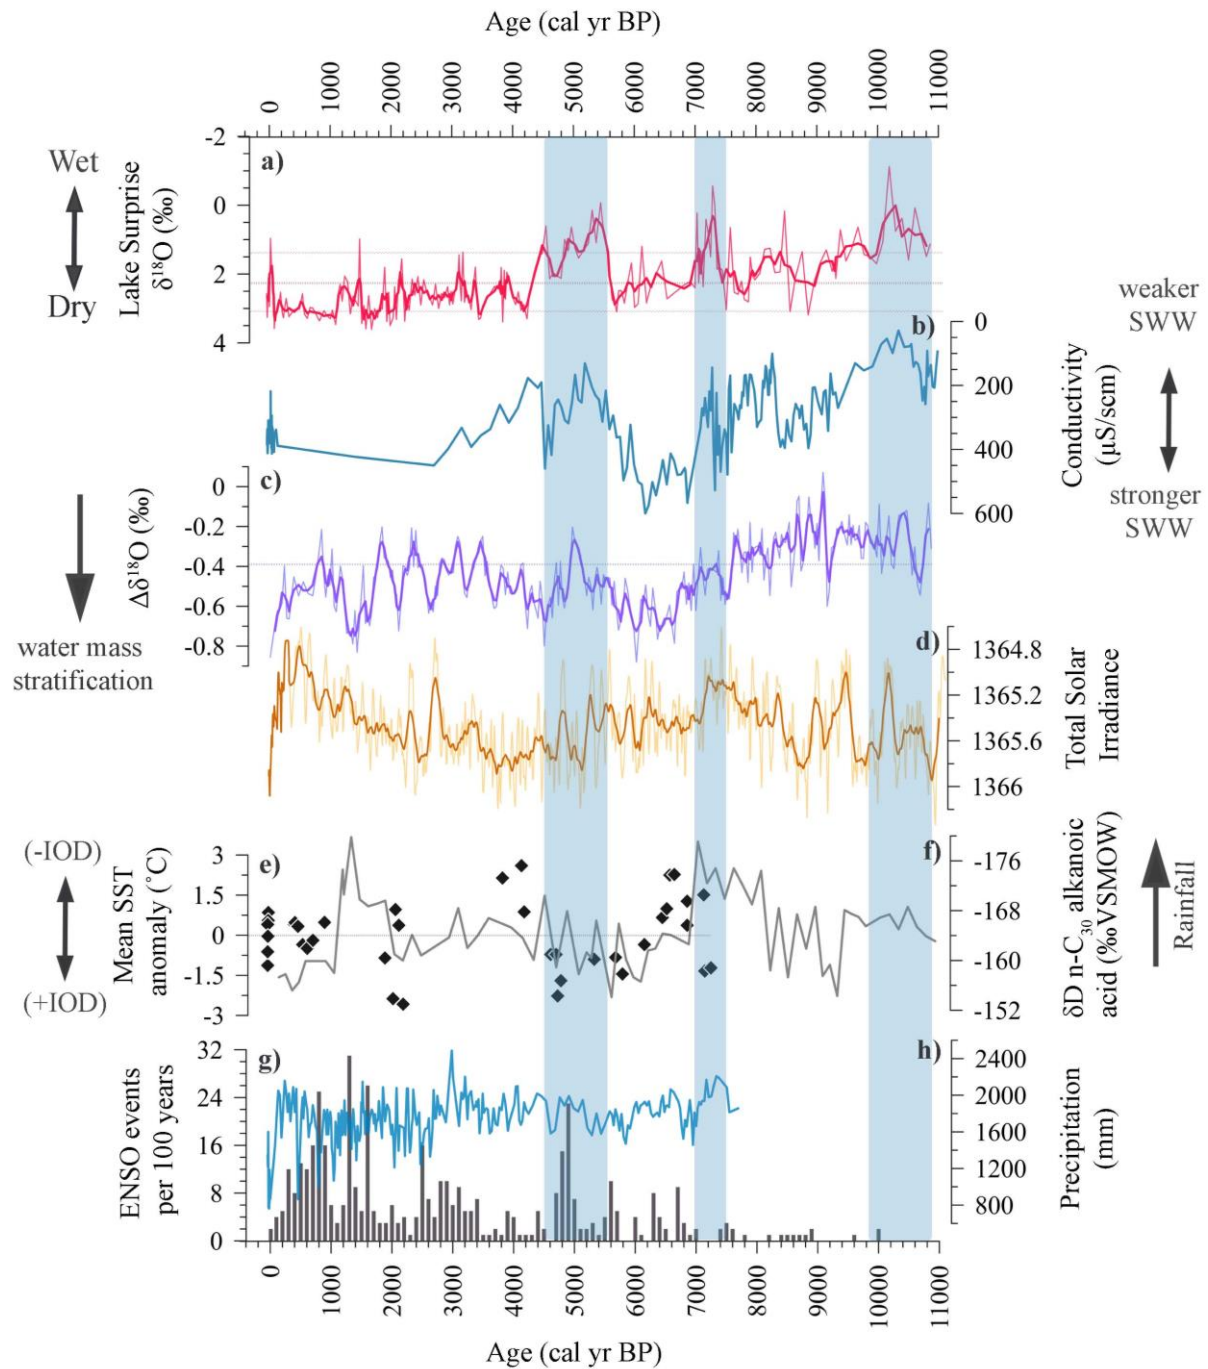 Age (cal yr BP)
0 1000 2000 3000 4000 5000 6000 7000 8000 9000 10000 11000
Wet
Dry
Lake Surprise
δ¹⁸O (‰)
-2
0
2
4
a)
b)
0
200
400
600
Conductivity
(µS/scm)
weaker
SWW
stronger
SWW
c)
0
-0.2
-0.4
-0.6
-0.8
Δδ¹⁸O (‰)
water mass
stratification
d)
1364.8
1365.2
1365.6
1366
Total Solar
Irradiance
(-IOD)
(+IOD)
Mean SST
anomaly (˚C)
3
1.5
0
-1.5
-3
e)
f)
-176
-168
-160
-152
δD n-C₃₀ alkanoic
acid (‰ VSMOW)
Rainfall
ENSO events
per 100 years
32
24
16
8
0
g)
h)
2400
2000
1600
1200
800
Precipitation
(mm)
0 1000 2000 3000 4000 5000 6000 7000 8000 9000 10000 11000
Age (cal yr BP)